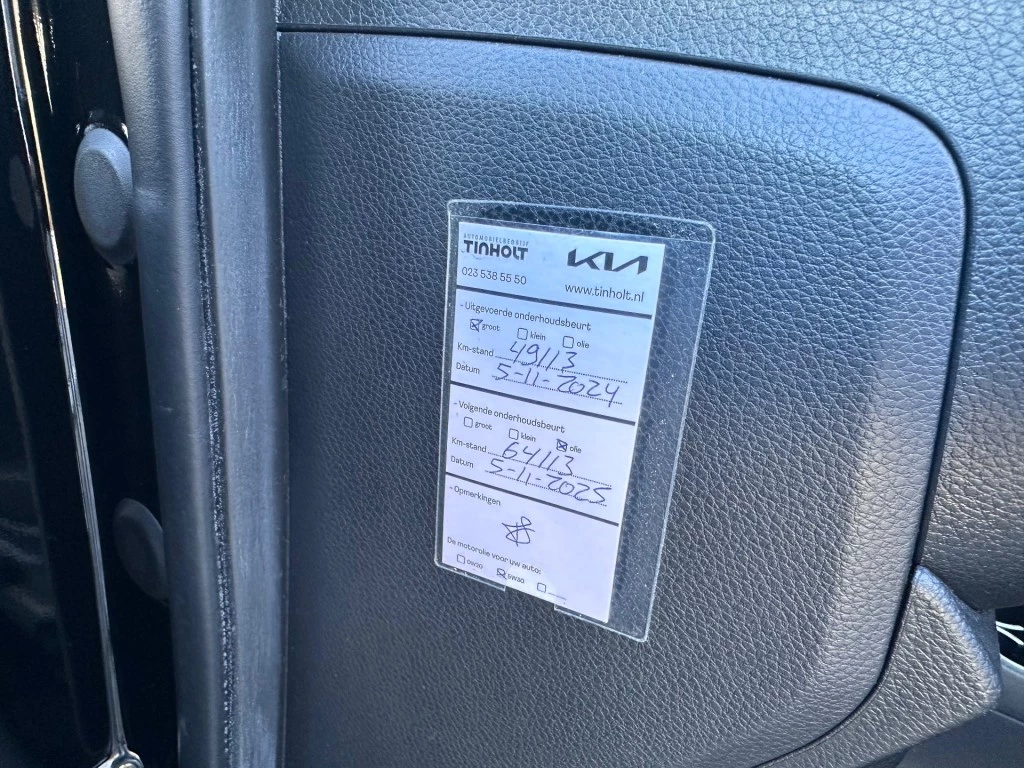 AUTOMOBIELBEDRIJF
TINHOLT KIA
023 538 55 50 www.tinholt.nl
- Uitgevoerde onderhoudsbeurt
groot klein olie
Km-stand 49113
Datum 5-11-2024
- Volgende onderhoudsbeurt
groot klein olie
Km-stand 64113
Datum 5-11-2025
- Opmerkingen
De motorolie voor uw auto:
0W20 5W30